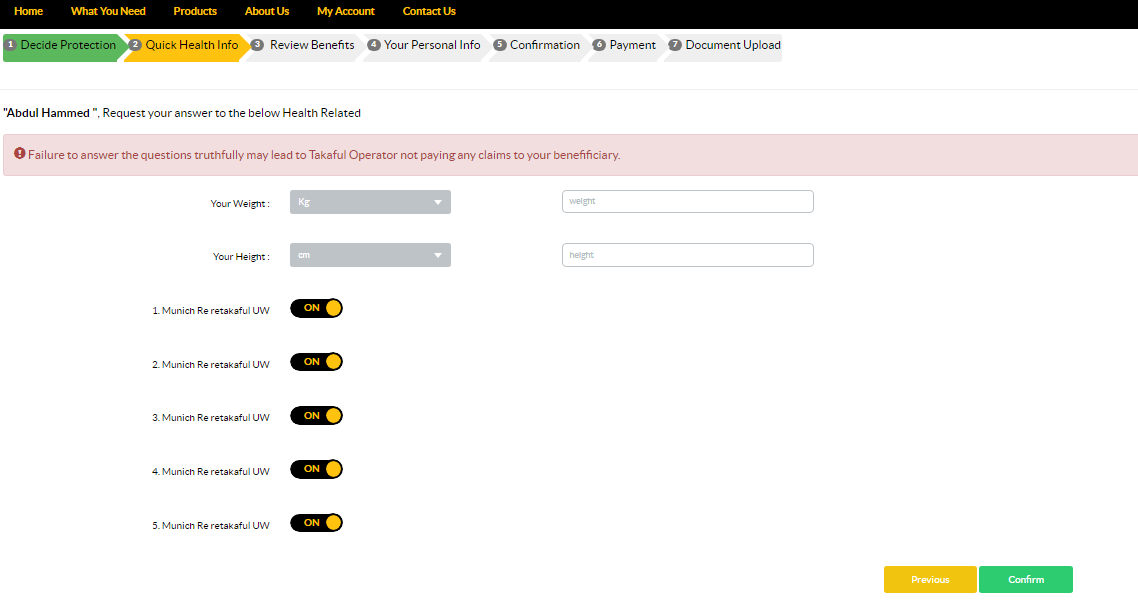 Home What You Need Products About Us My Account Contact Us
1 Decide Protection 2 Quick Health Info 3 Review Benefits 4 Your Personal Info 5 Confirmation 6 Payment 7 Document Upload
"Abdul Hammed ", Request your answer to the below Health Related
Failure to answer the questions truthfully may lead to Takaful Operator not paying any claims to your benefificiary.
Your Weight : Kg weight
Your Height : cm height
1. Munich Re retakaful UW ON
2. Munich Re retakaful UW ON
3. Munich Re retakaful UW ON
4. Munich Re retakaful UW ON
5. Munich Re retakaful UW ON
Previous Confirm